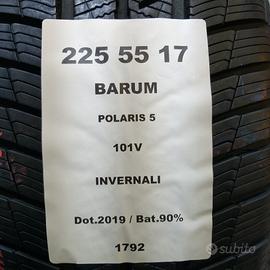 225 55 17
BARUM
POLARIS 5
101V
INVERNALI
Dot.2019 / Bat.90%
1792
subito